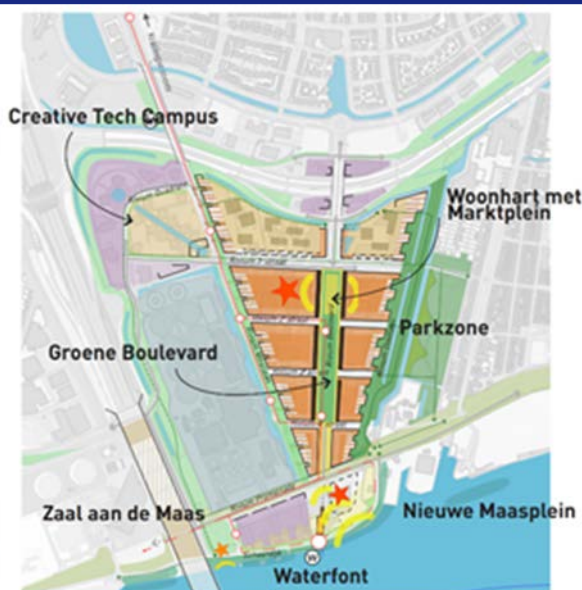 Creative Tech Campus
Woonhart met
Marktplein
Parkzone
Groene Boulevard
Zaal aan de Maas
Nieuwe Maasplein
W
Waterfont